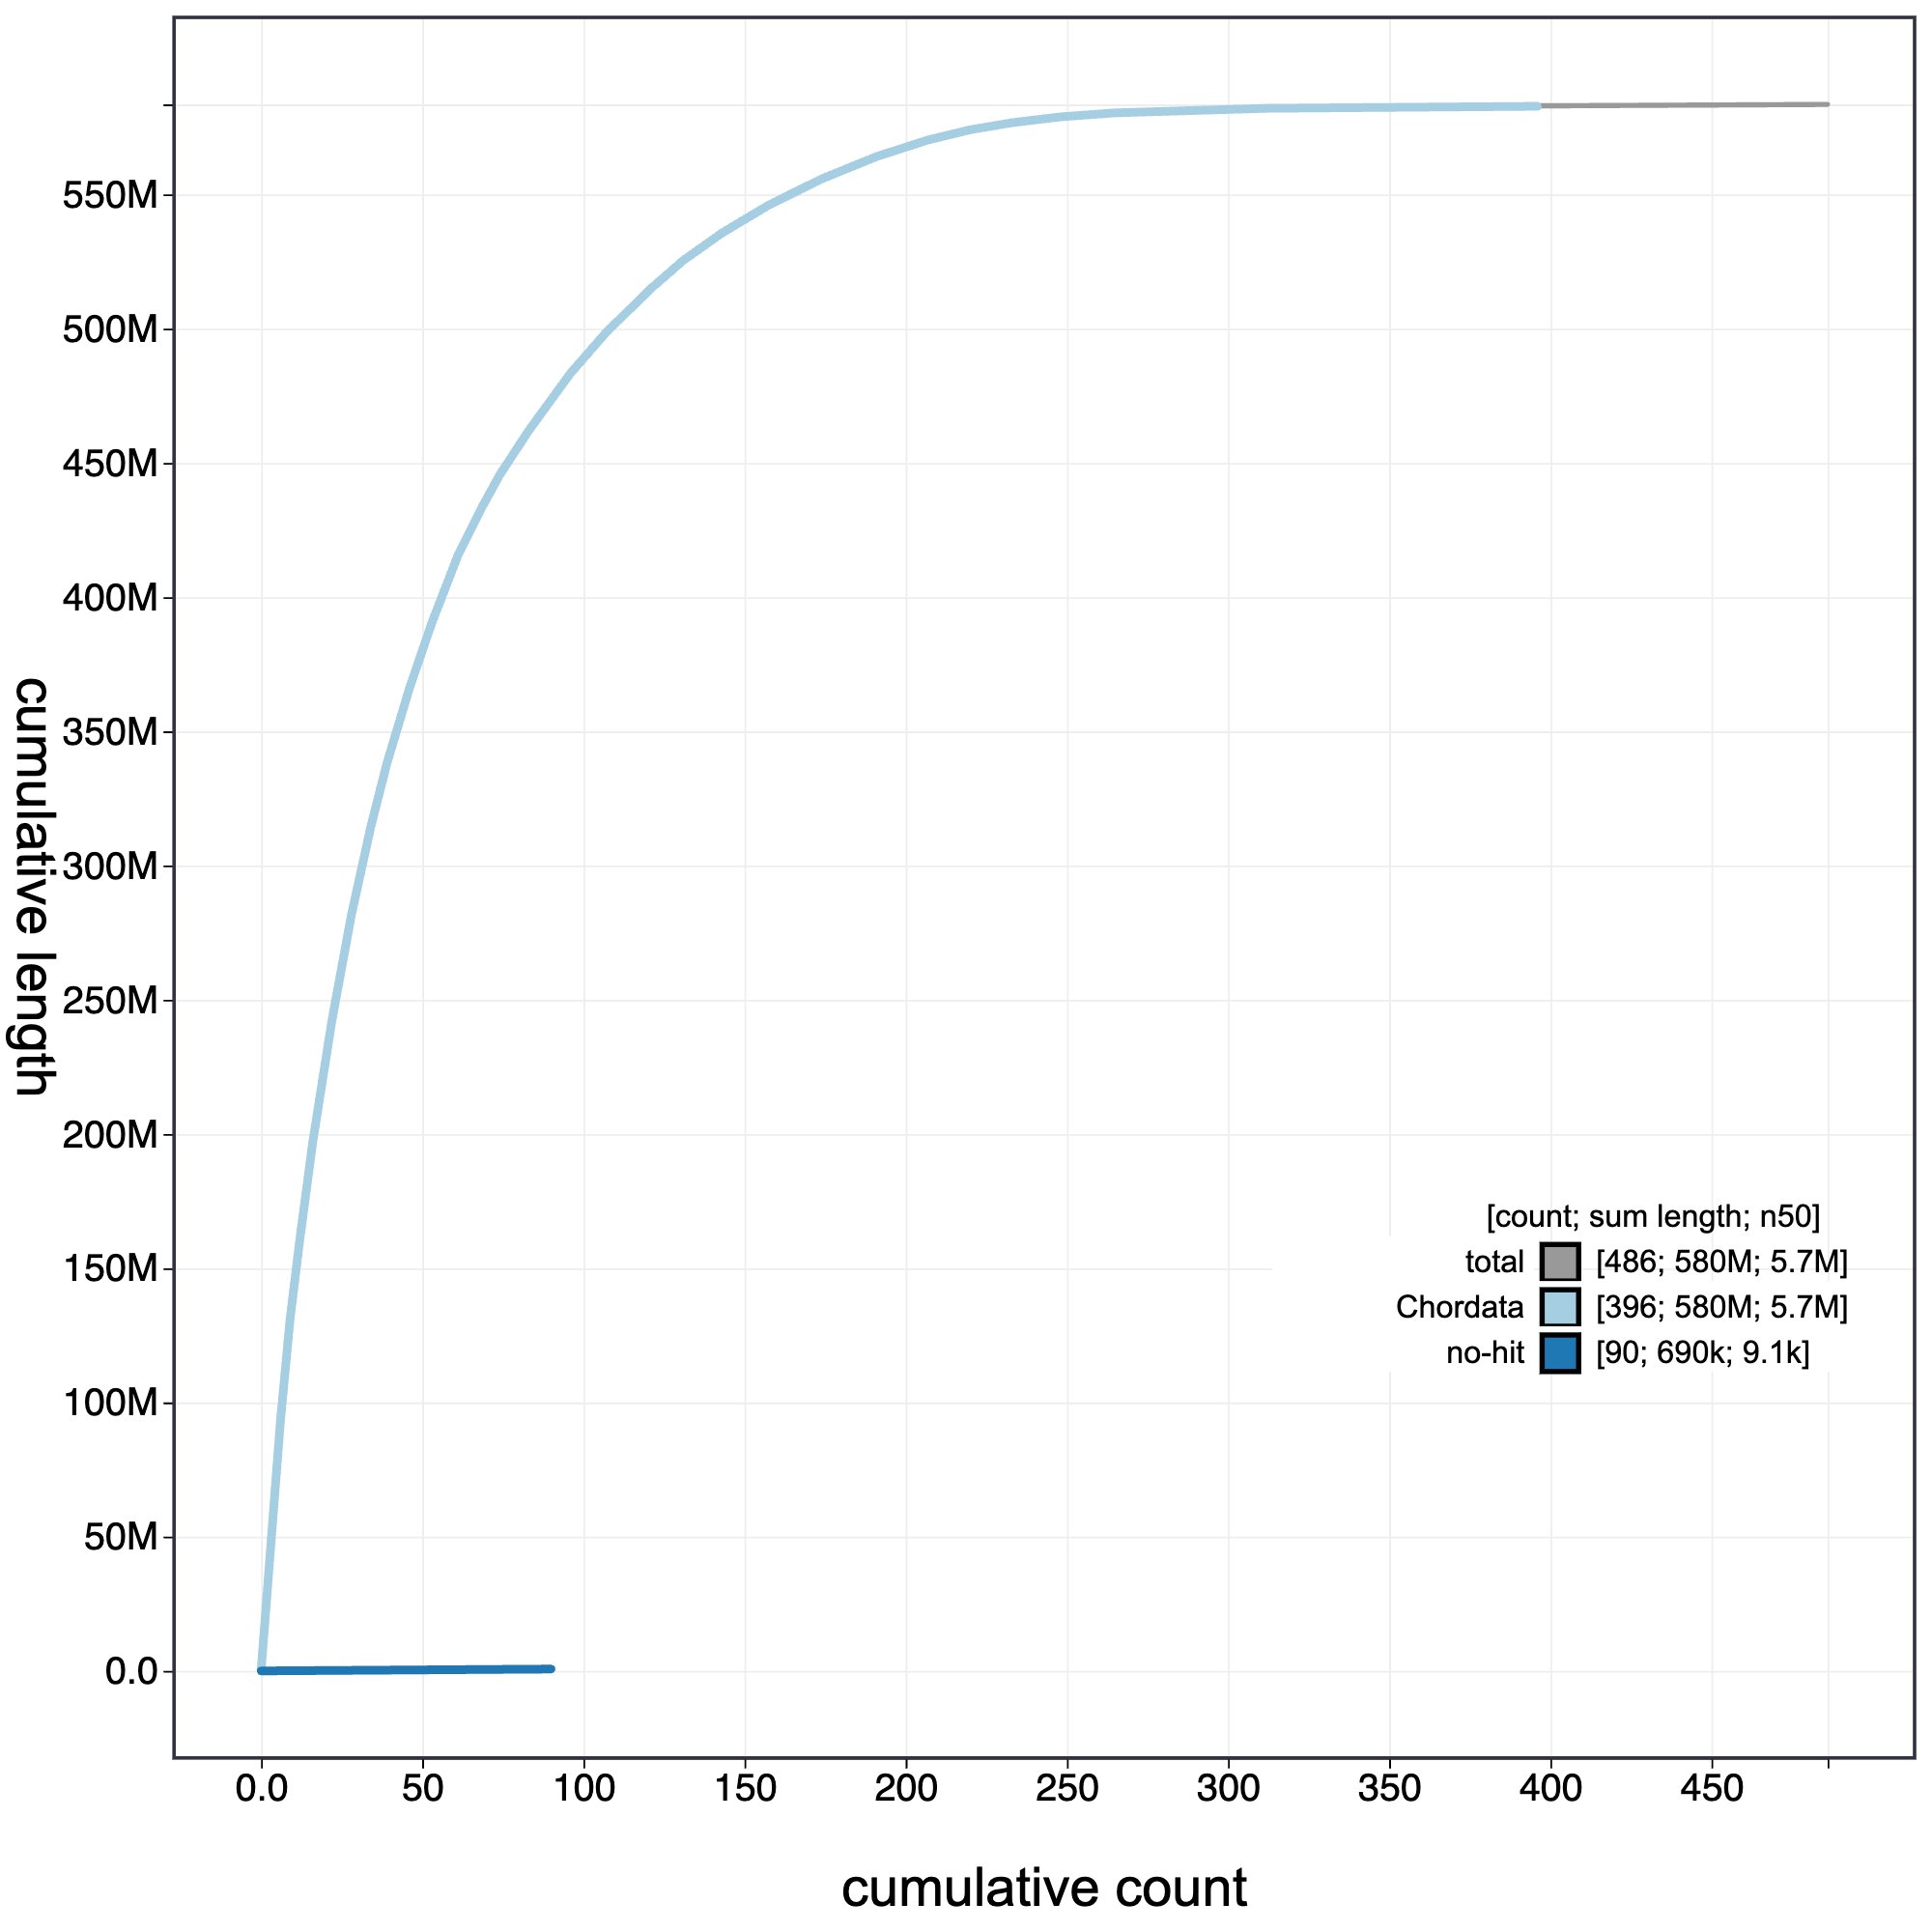 cumulative length
550M
500M
450M
400M
350M
300M
250M
200M
150M
100M
50M
0.0
[count; sum length; n50]
total [486; 580M; 5.7M]
Chordata [396; 580M; 5.7M]
no-hit [90; 690k; 9.1k]
0.0 50 100 150 200 250 300 350 400 450
cumulative count